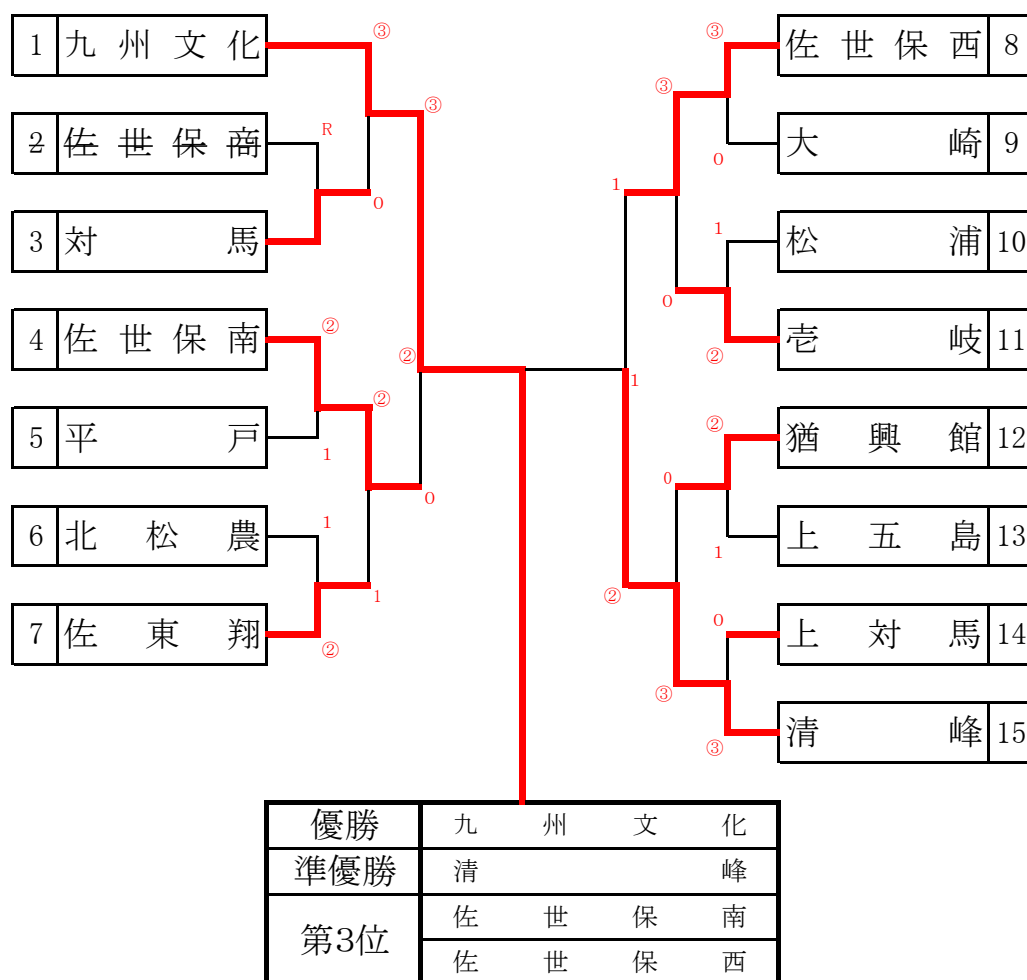 1 九州文化
③
③
2 佐世保商
R
0
3 対馬
4 佐世保南
②
②
②
5 平戸
1
0
6 北松農
1
1
7 佐東翔
②
③
佐世保西 8
③
大崎 9
0
1
松浦 10
1
0
壱岐 11
②
1
猶興館 12
②
0
上五島 13
1
②
上対馬 14
0
③
清峰 15
③
優勝 九州文化
準優勝 清峰
第3位 佐世保南
佐世保西